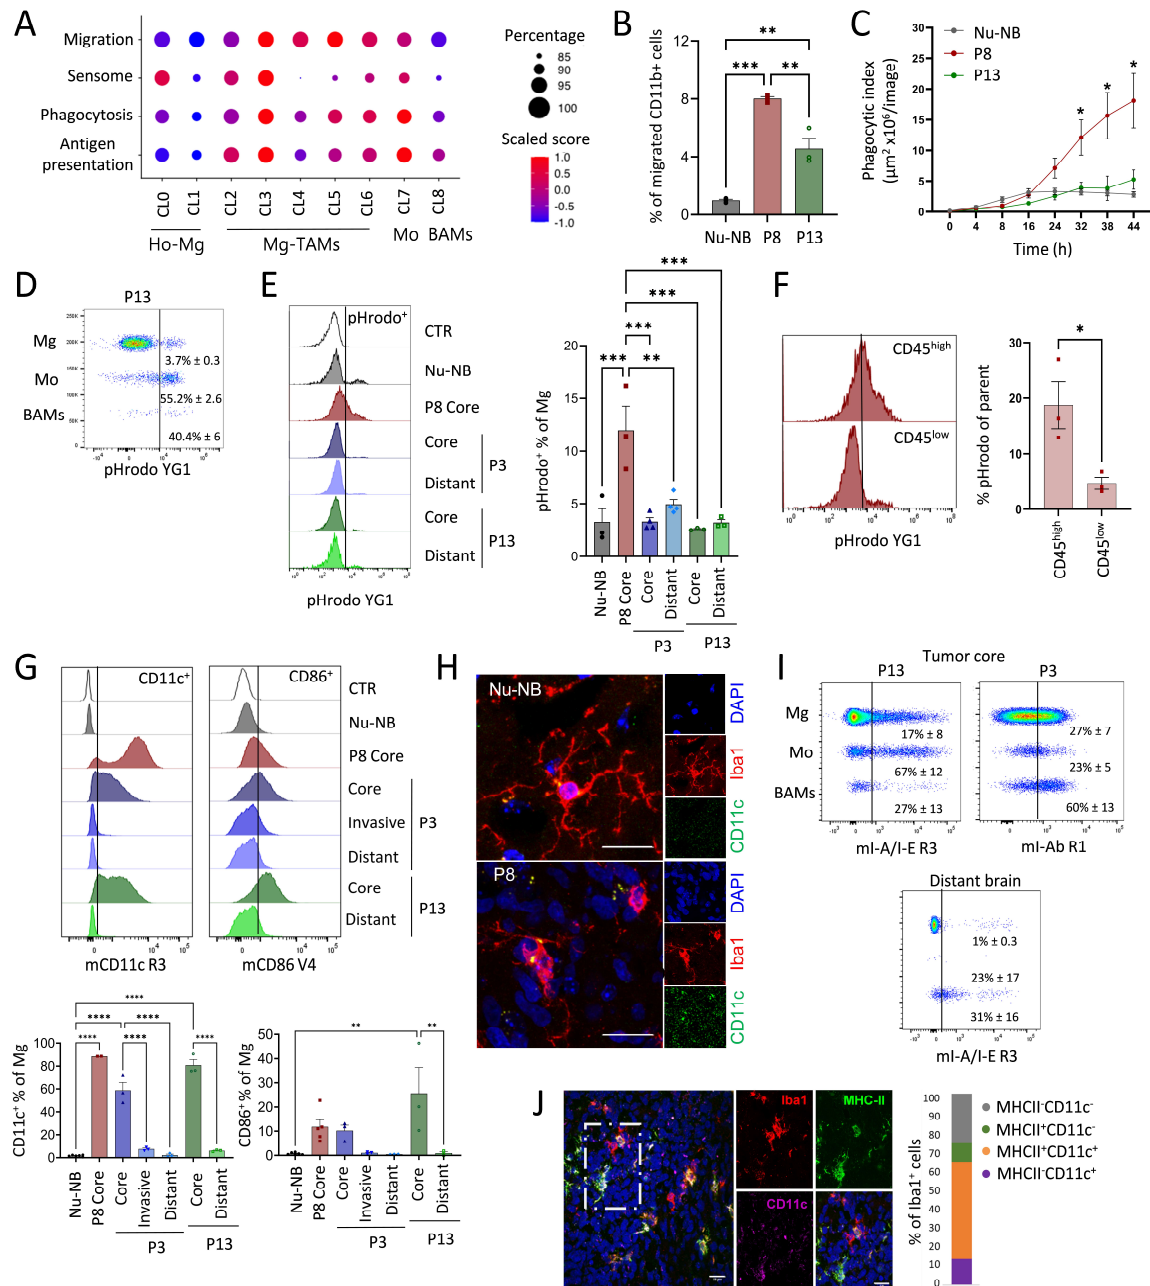 A
Migration
Sensome
Phagocytosis
Antigen
presentation
CL0
CL1
CL2
CL3
CL4
CL5
CL6
CL7
CL8
Ho-Mg
Mg-TAMs
Mo
BAMs
Percentage
85
90
95
100
Scaled score
1.0
0.5
0.0
-0.5
-1.0
B
% of migrated CD11b+ cells
12
8
4
0
**
***
**
Nu-NB
P8
P13
C
Phagocytic index
(µm² x10⁶/image)
30
25
20
15
10
5
0
Nu-NB
P8
P13
*
*
*
0
4
8
16
24
32
38
44
Time (h)
D
P13
Mg
Mo
BAMs
3.7% ± 0.3
55.2% ± 2.6
40.4% ± 6
pHrodo YG1
E
pHrodo⁺
CTR
Nu-NB
P8 Core
Core
Distant
P3
Core
Distant
P13
pHrodo YG1
pHrodo⁺ % of Mg
20
15
10
5
0
***
***
***
***
**
Nu-NB
P8 Core
Core
Distant
Core
Distant
P3
P13
F
CD45ʰⁱᵍʰ
CD45ˡᵒʷ
pHrodo YG1
% pHrodo of parent
30
20
10
0
*
CD45ʰⁱᵍʰ
CD45ˡᵒʷ
G
CD11c⁺
CD86⁺
CTR
Nu-NB
P8 Core
Core
Invasive
Distant
P3
Core
Distant
P13
0
10³
10⁴
10⁵
mCD11c R3
0
10³
10⁴
10⁵
mCD86 V4
CD11c⁺ % of Mg
100
80
60
40
20
0
****
****
****
****
****
****
Nu-NB
P8 Core
Core
Invasive
Distant
Core
Distant
P3
P13
CD86⁺ % of Mg
50
40
30
20
10
0
**
**
Nu-NB
P8 Core
Core
Invasive
Distant
Core
Distant
P3
P13
H
Nu-NB
DAPI
Iba1
CD11c
P8
DAPI
Iba1
CD11c
I
Tumor core
P13
P3
Mg
Mo
BAMs
17% ± 8
67% ± 12
27% ± 13
27% ± 7
23% ± 5
60% ± 13
mI-A/I-E R3
mI-Ab R1
Distant brain
1% ± 0.3
23% ± 17
31% ± 16
mI-A/I-E R3
J
Iba1
MHC-II
CD11c
% of Iba1⁺ cells
100
90
80
70
60
50
40
30
20
10
0
MHCII⁻CD11c⁻
MHCII⁺CD11c⁻
MHCII⁺CD11c⁺
MHCII⁻CD11c⁺